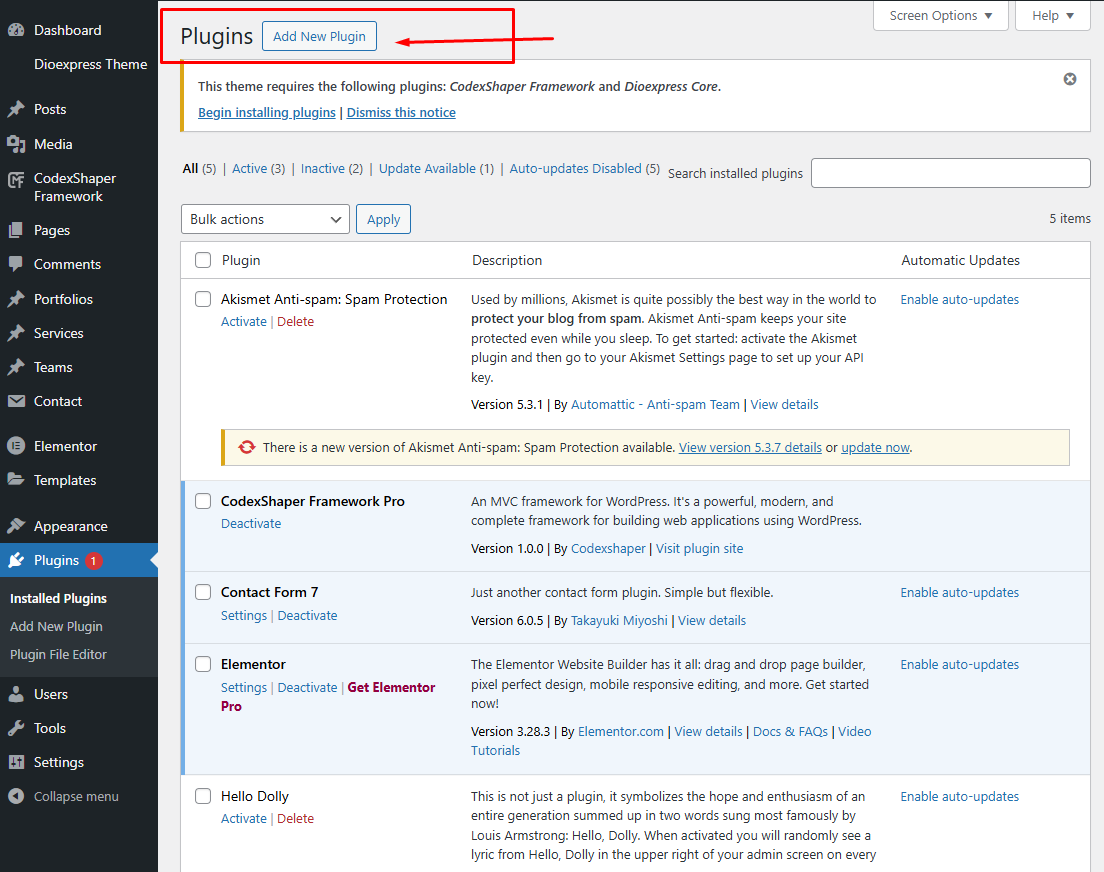 Dashboard
Dioexpress Theme
Posts
Media
CodexShaper
Framework
Pages
Comments
Portfolios
Services
Teams
Contact
Elementor
Templates
Appearance
Plugins 1
Installed Plugins
Add New Plugin
Plugin File Editor
Users
Tools
Settings
Collapse menu
Screen Options ▼
Help ▼
Plugins Add New Plugin
This theme requires the following plugins: CodexShaper Framework and Dioexpress Core.
Begin installing plugins | Dismiss this notice
All (5) | Active (3) | Inactive (2) | Update Available (1) | Auto-updates Disabled (5)
Search installed plugins
Bulk actions Apply
5 items
Plugin Description Automatic Updates
Akismet Anti-spam: Spam Protection
Activate | Delete
Used by millions, Akismet is quite possibly the best way in the world to
protect your blog from spam. Akismet Anti-spam keeps your site
protected even while you sleep. To get started: activate the Akismet
plugin and then go to your Akismet Settings page to set up your API
key.
Version 5.3.1 | By Automattic - Anti-spam Team | View details
Enable auto-updates
There is a new version of Akismet Anti-spam: Spam Protection available. View version 5.3.7 details or update now.
CodexShaper Framework Pro
Deactivate
An MVC framework for WordPress. It's a powerful, modern, and
complete framework for building web applications using WordPress.
Version 1.0.0 | By Codexshaper | Visit plugin site
Contact Form 7
Settings | Deactivate
Just another contact form plugin. Simple but flexible.
Version 6.0.5 | By Takayuki Miyoshi | View details
Enable auto-updates
Elementor
Settings | Deactivate | Get Elementor
Pro
The Elementor Website Builder has it all: drag and drop page builder,
pixel perfect design, mobile responsive editing, and more. Get started
now!
Version 3.28.3 | By Elementor.com | View details | Docs & FAQs | Video
Tutorials
Enable auto-updates
Hello Dolly
Activate | Delete
This is not just a plugin, it symbolizes the hope and enthusiasm of an
entire generation summed up in two words sung most famously by
Louis Armstrong: Hello, Dolly. When activated you will randomly see a
lyric from Hello, Dolly in the upper right of your admin screen on every
Enable auto-updates